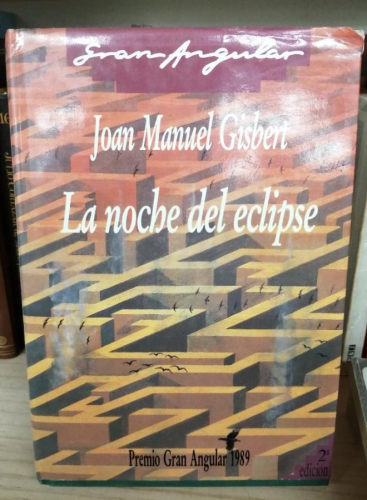 Gran Angular
Joan Manuel Gisbert
La noche del eclipse
Premio Gran Angular 1989
2ª
edición